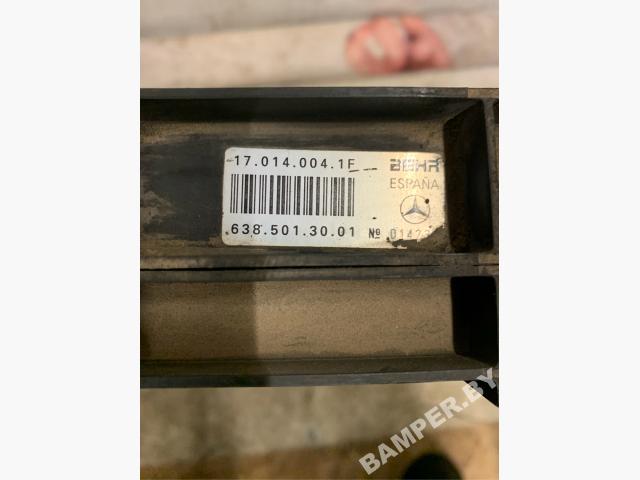 17.014.004.1F
BEHR
ESPAÑA
638.501.30.01 Nº
BAMPER.BY